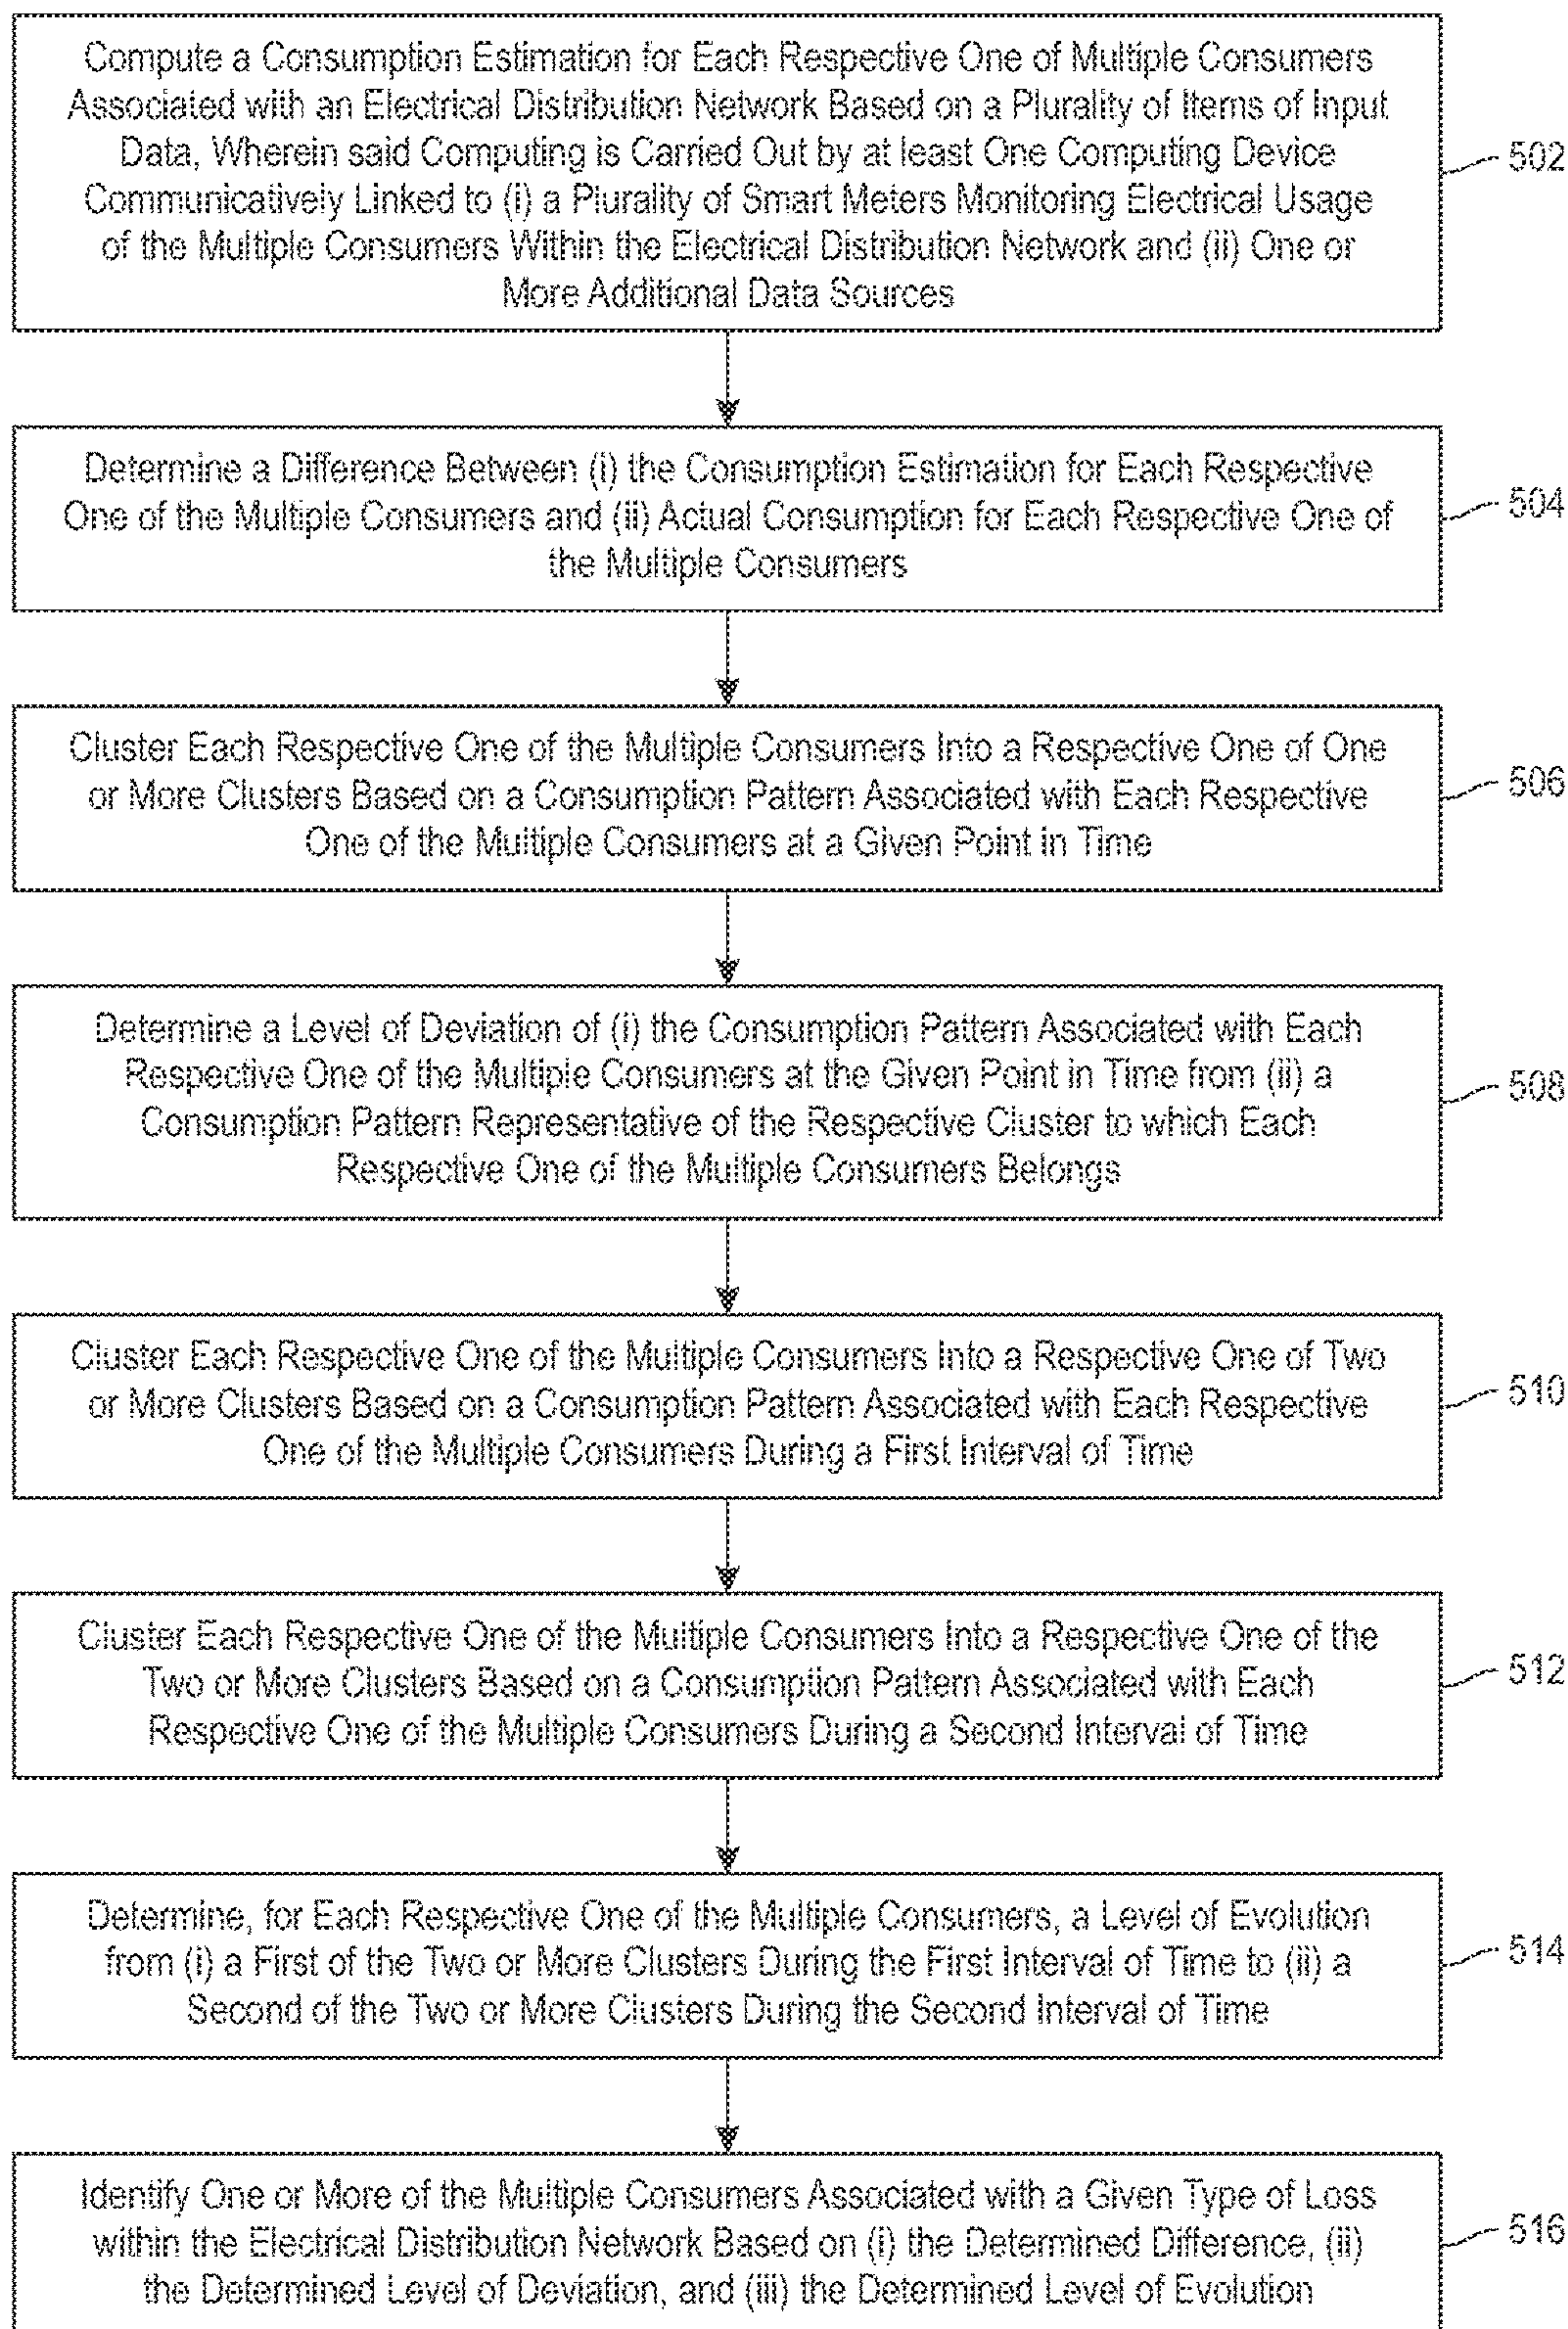 Compute a Consumption Estimation for Each Respective One of Multiple Consumers
Associated with an Electrical Distribution Network Based on a Plurality of Items of Input
Data, Wherein said Computing is Carried Out by at least One Computing Device
Communicatively Linked to (i) a Plurality of Smart Meters Monitoring Electrical Usage
of the Multiple Consumers Within the Electrical Distribution Network and (ii) One or
More Additional Data Sources
502
Determine a Difference Between (i) the Consumption Estimation for Each Respective
One of the Multiple Consumers and (ii) Actual Consumption for Each Respective One of
the Multiple Consumers
504
Cluster Each Respective One of the Multiple Consumers Into a Respective One of One
or More Clusters Based on a Consumption Pattern Associated with Each Respective
One of the Multiple Consumers at a Given Point in Time
506
Determine a Level of Deviation of (i) the Consumption Pattern Associated with Each
Respective One of the Multiple Consumers at the Given Point in Time from (ii) a
Consumption Pattern Representative of the Respective Cluster to which Each
Respective One of the Multiple Consumers Belongs
508
Cluster Each Respective One of the Multiple Consumers Into a Respective One of Two
or More Clusters Based on a Consumption Pattern Associated with Each Respective
One of the Multiple Consumers During a First Interval of Time
510
Cluster Each Respective One of the Multiple Consumers Into a Respective One of the
Two or More Clusters Based on a Consumption Pattern Associated with Each
Respective One of the Multiple Consumers During a Second Interval of Time
512
Determine, for Each Respective One of the Multiple Consumers, a Level of Evolution
from (i) a First of the Two or More Clusters During the First Interval of Time to (ii) a
Second of the Two or More Clusters During the Second Interval of Time
514
Identify One or More of the Multiple Consumers Associated with a Given Type of Loss
within the Electrical Distribution Network Based on (i) the Determined Difference, (ii)
the Determined Level of Deviation, and (iii) the Determined Level of Evolution
516